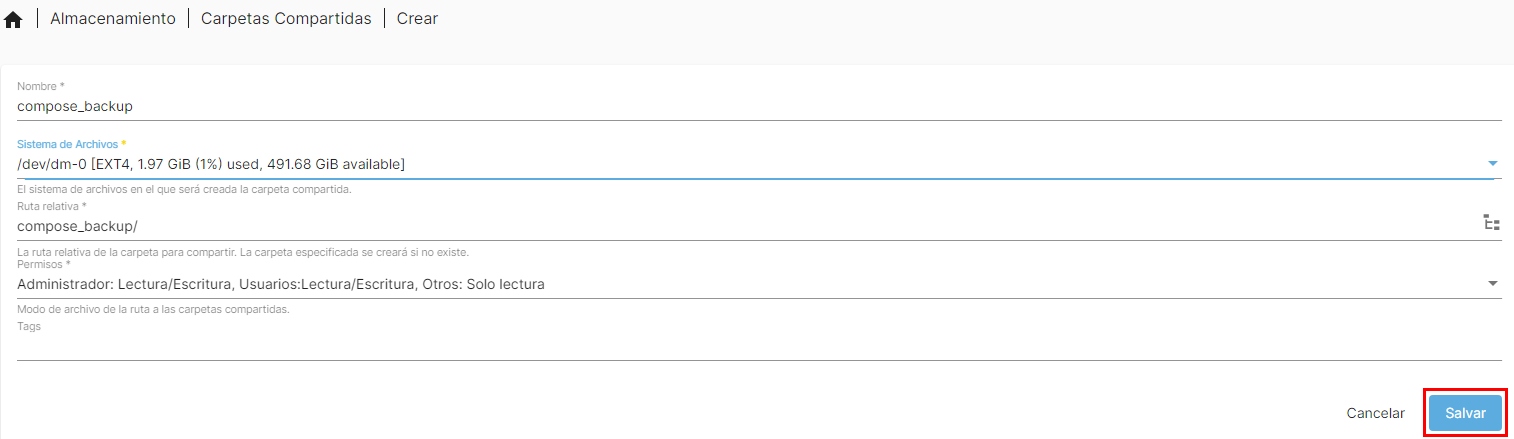 Almacenamiento | Carpetas Compartidas | Crear
Nombre *
compose_backup
Sistema de Archivos *
/dev/dm-0 [EXT4, 1.97 GiB (1%) used, 491.68 GiB available]
El sistema de archivos en el que será creada la carpeta compartida.
Ruta relativa *
compose_backup/
La ruta relativa de la carpeta para compartir. La carpeta especificada se creará si no existe.
Permisos *
Administrador: Lectura/Escritura, Usuarios:Lectura/Escritura, Otros: Solo lectura
Modo de archivo de la ruta a las carpetas compartidas.
Tags
Cancelar Salvar